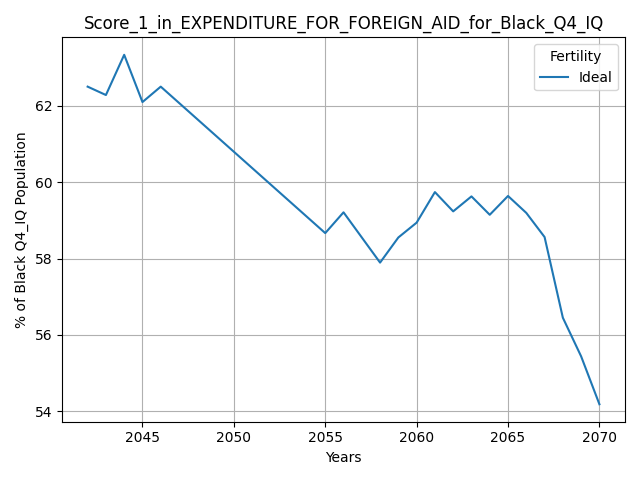 Score_1_in_EXPENDITURE_FOR_FOREIGN_AID_for_Black_Q4_IQ
Fertility
Ideal
% of Black Q4_IQ Population
62
60
58
56
54
2045 2050 2055 2060 2065 2070
Years